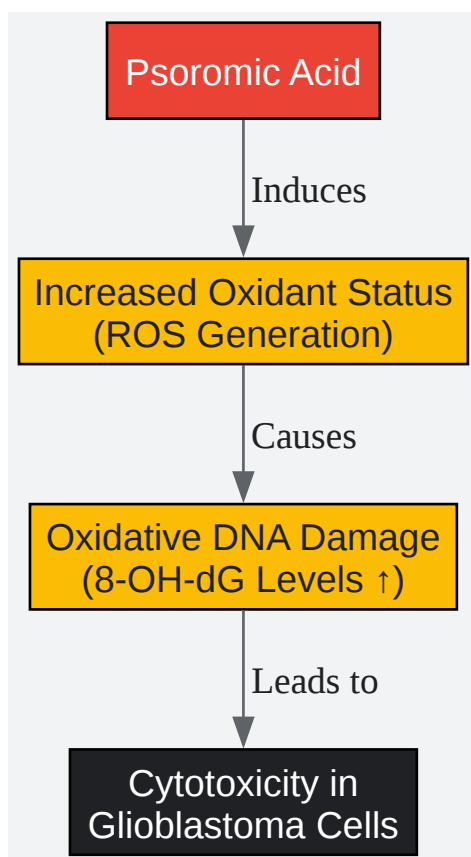 Psoromic Acid
Induces
Increased Oxidant Status
(ROS Generation)
Causes
Oxidative DNA Damage
(8-OH-dG Levels ↑)
Leads to
Cytotoxicity in
Glioblastoma Cells